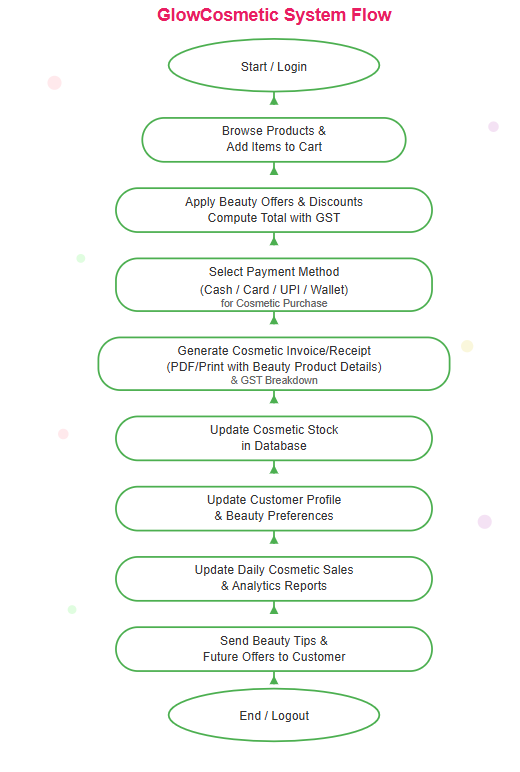 GlowCosmetic System Flow
Start / Login
Browse Products &
Add Items to Cart
Apply Beauty Offers & Discounts
Compute Total with GST
Select Payment Method
(Cash / Card / UPI / Wallet)
for Cosmetic Purchase
Generate Cosmetic Invoice/Receipt
(PDF/Print with Beauty Product Details)
& GST Breakdown
Update Cosmetic Stock
in Database
Update Customer Profile
& Beauty Preferences
Update Daily Cosmetic Sales
& Analytics Reports
Send Beauty Tips &
Future Offers to Customer
End / Logout